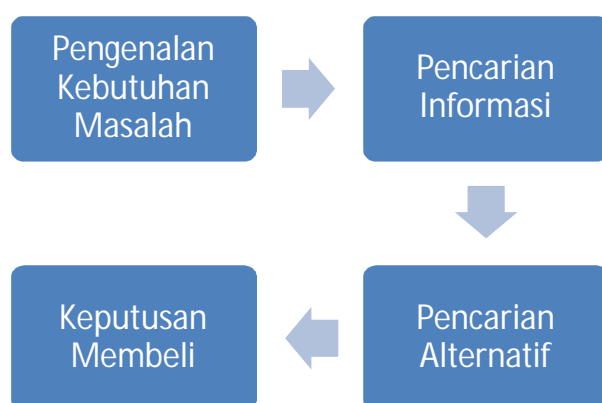 Pengenalan
Kebutuhan
Masalah
Pencarian
Informasi
Pencarian
Alternatif
Keputusan
Membeli